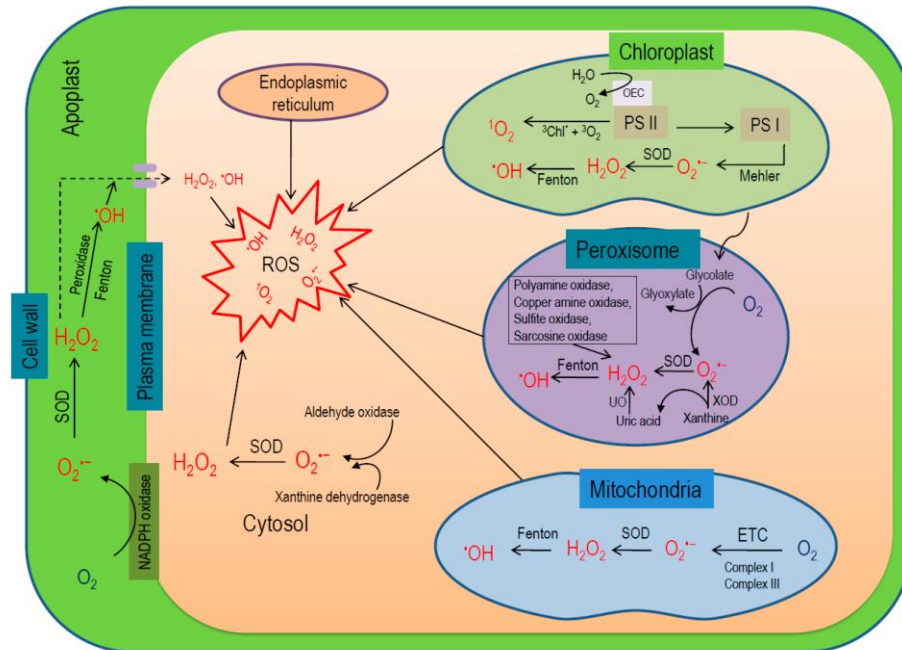 Apoplast
Cell wall
Plasma membrane
NADPH oxidase
O₂
O₂•−
SOD
H₂O₂
Peroxidase
Fenton
•OH
H₂O₂, •OH
Endoplasmic
reticulum
•OH
H₂O₂
ROS
¹O₂
O₂•−
Aldehyde oxidase
H₂O₂
SOD
O₂•−
Xanthine dehydrogenase
Cytosol
Chloroplast
H₂O
O₂
OEC
¹O₂
³Chl* + ³O₂
PS II
PS I
•OH
Fenton
H₂O₂
SOD
O₂•−
Mehler
Peroxisome
Polyamine oxidase,
Copper amine oxidase,
Sulfite oxidase,
Sarcosine oxidase
Glycolate
Glyoxylate
O₂
•OH
Fenton
H₂O₂
SOD
O₂•−
UO
XOD
Uric acid
Xanthine
Mitochondria
•OH
Fenton
H₂O₂
SOD
O₂•−
ETC
O₂
Complex I
Complex III